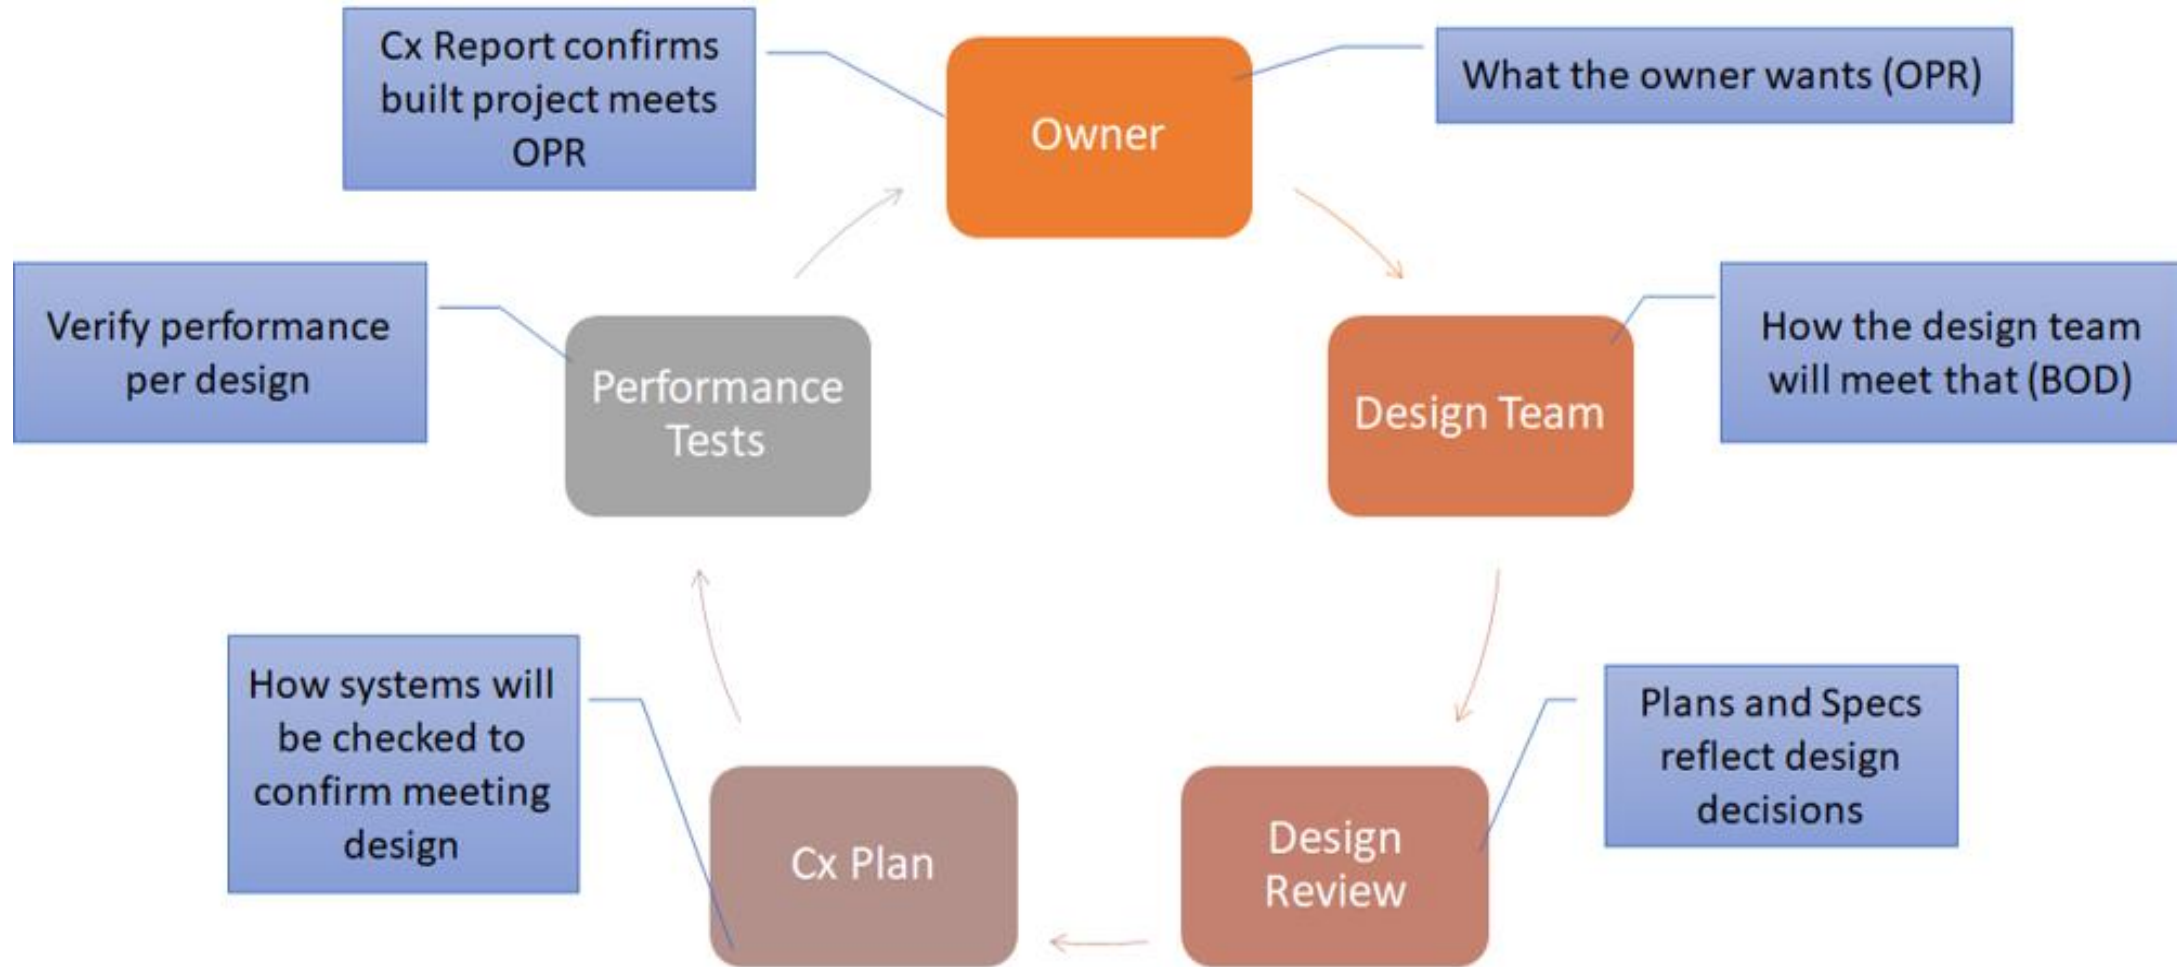 Cx Report confirms
built project meets
OPR
Owner
What the owner wants (OPR)
Verify performance
per design
Performance
Tests
Design Team
How the design team
will meet that (BOD)
How systems will
be checked to
confirm meeting
design
Cx Plan
Design
Review
Plans and Specs
reflect design
decisions